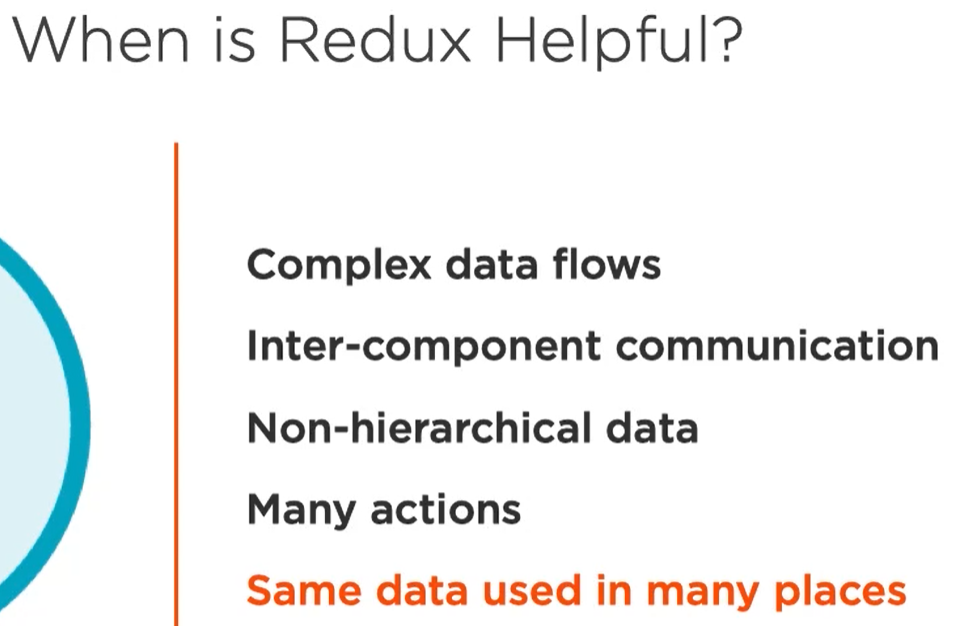 When is Redux Helpful?
Complex data flows
Inter-component communication
Non-hierarchical data
Many actions
Same data used in many places